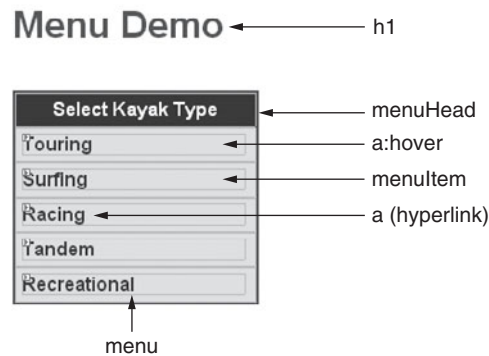 Menu Demo
h1
Select Kayak Type
menuHead
Touring
a:hover
Surfing
menuItem
Racing
a (hyperlink)
Tandem
Recreational
menu